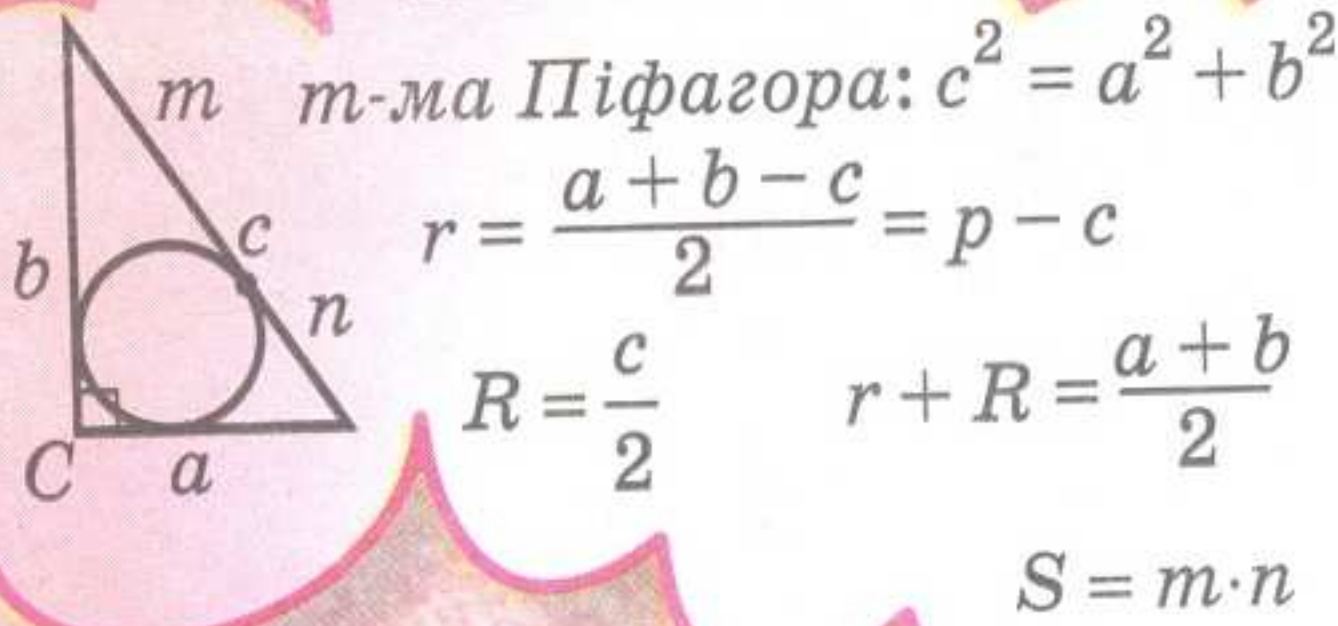 m
т-ма Піфагора: c² = a² + b²
r = (a + b − c)/2 = p − c
b
c
n
R = c/2
r + R = (a + b)/2
C
a
S = m·n